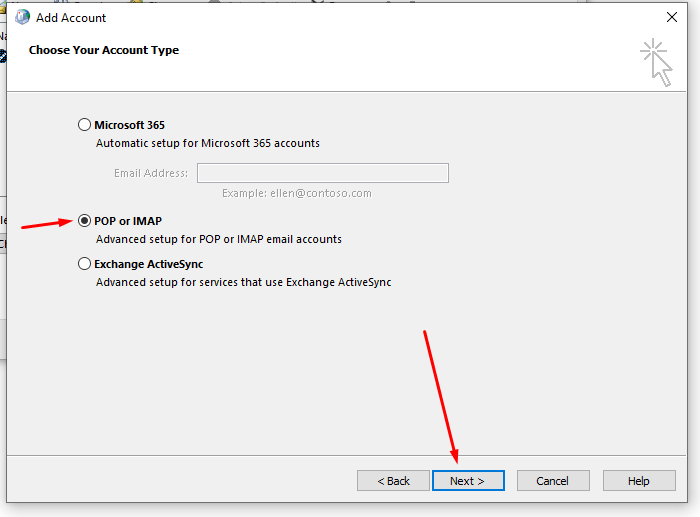 Add Account
Choose Your Account Type
Microsoft 365
Automatic setup for Microsoft 365 accounts
Email Address:
Example: ellen@contoso.com
POP or IMAP
Advanced setup for POP or IMAP email accounts
Exchange ActiveSync
Advanced setup for services that use Exchange ActiveSync
< Back
Next >
Cancel
Help